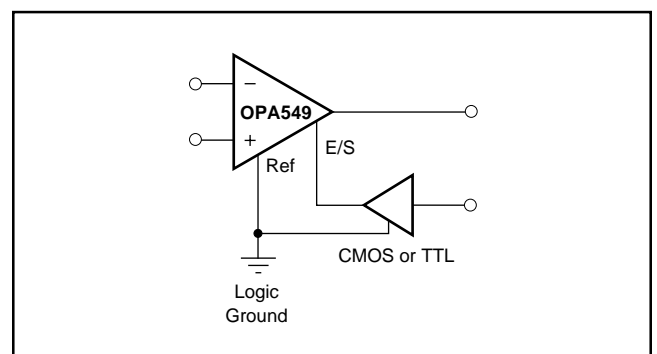 −
OPA549
+
Ref
E/S
CMOS or TTL
Logic
Ground